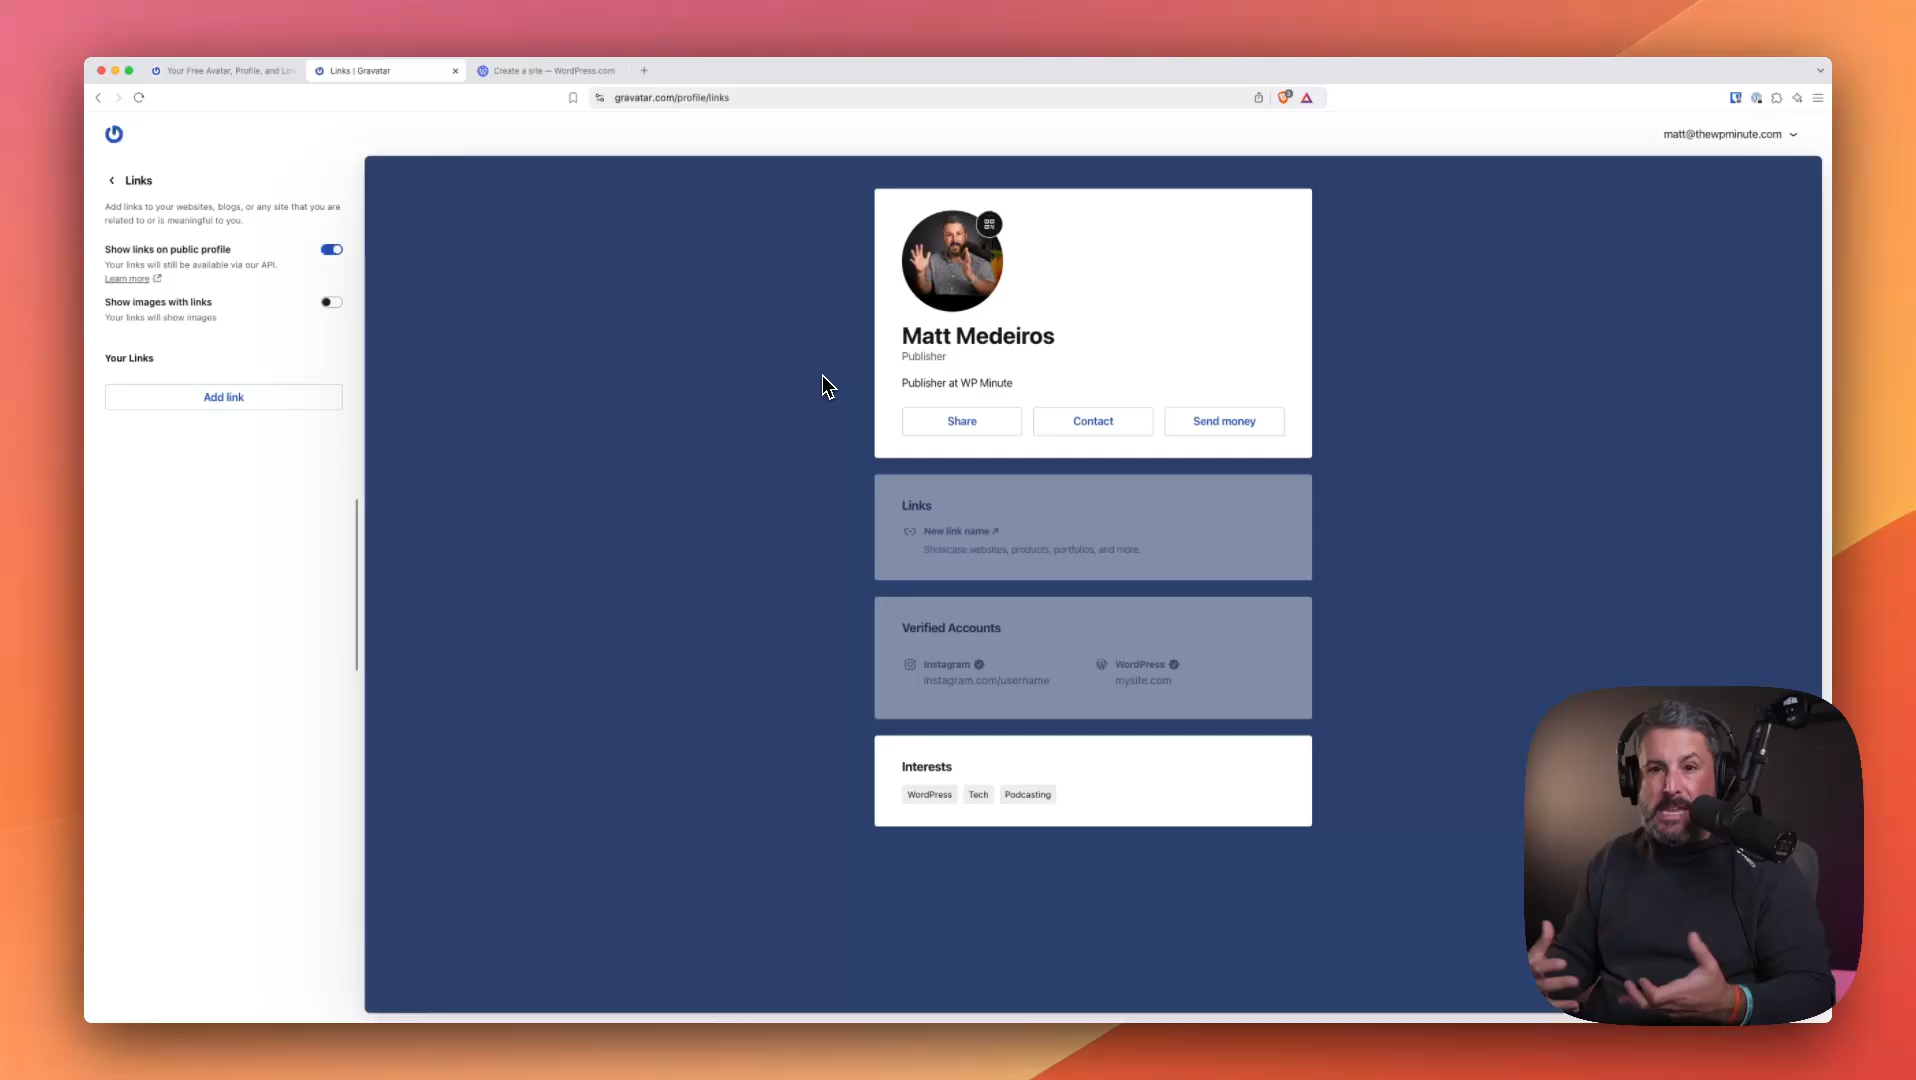 Your Free Avatar, Profile, and Lin
Links | Gravatar
Create a site — WordPress.com
gravatar.com/profile/links
matt@thewpminute.com
Links
Add links to your websites, blogs, or any site that you are
related to or is meaningful to you.
Show links on public profile
Your links will still be available via our API.
Learn more
Show images with links
Your links will show images
Your Links
Add link
Matt Medeiros
Publisher
Publisher at WP Minute
Share
Contact
Send money
Links
New link name ↗
Showcase websites, products, portfolios, and more.
Verified Accounts
Instagram
instagram.com/username
WordPress
mysite.com
Interests
WordPress
Tech
Podcasting